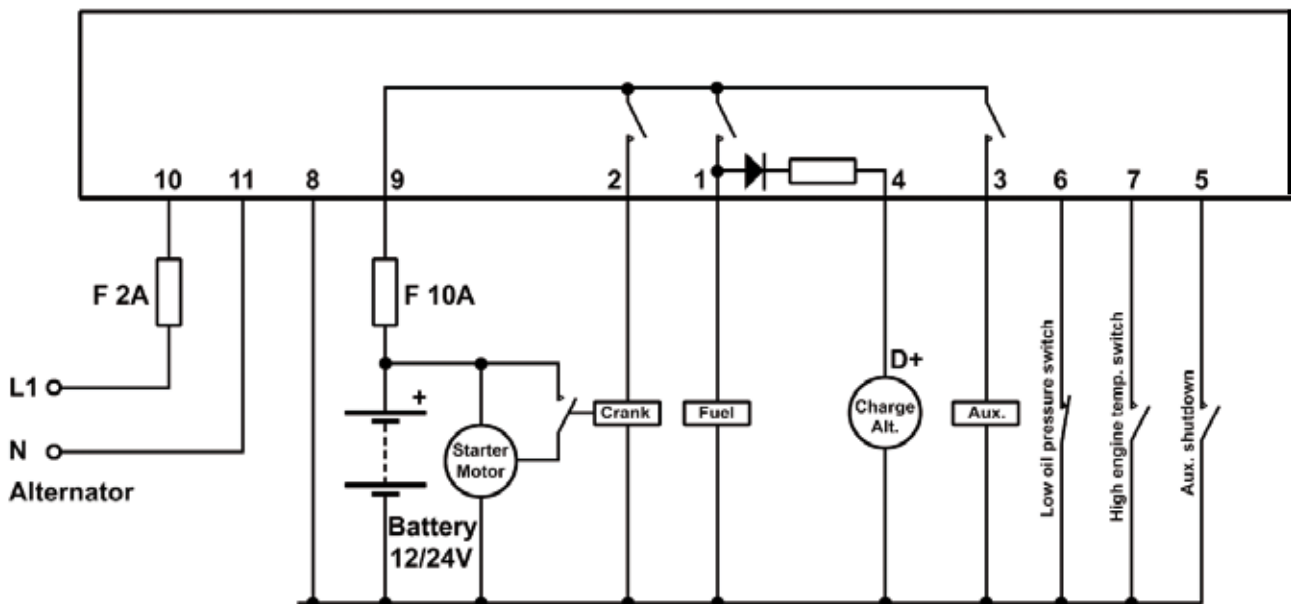 10 11 8 9 2 1 4 3 6 7 5
F 2A
F 10A
L1
N
Alternator
+
Battery
12/24V
Starter
Motor
Crank
Fuel
D+
Charge
Alt.
Aux.
Low oil pressure switch
High engine temp. switch
Aux. shutdown